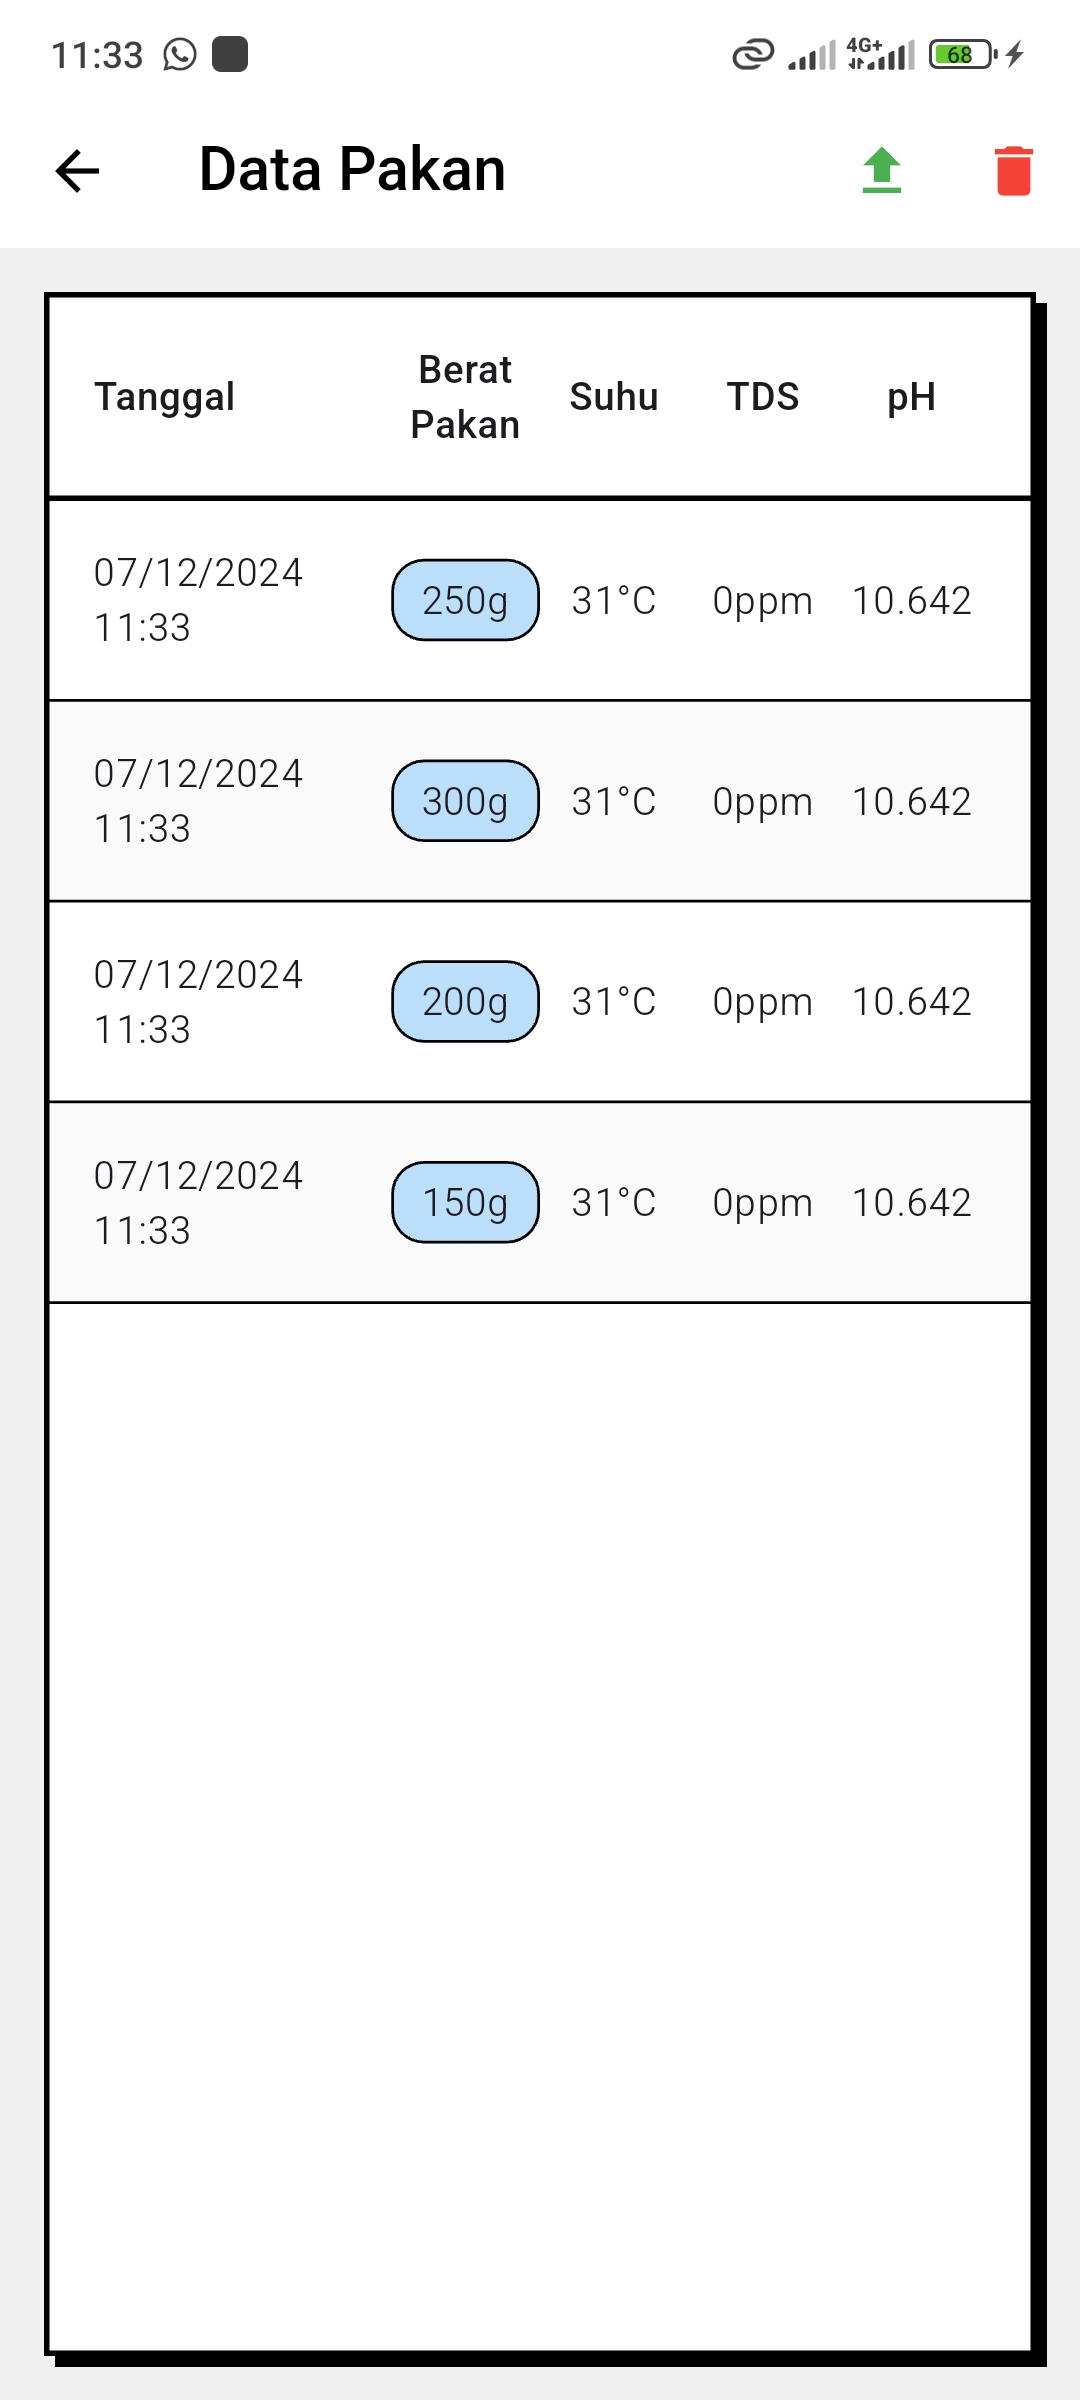 11:33
4G+
68
Data Pakan
Tanggal Berat Pakan Suhu TDS pH
07/12/2024 11:33 250g 31°C 0ppm 10.642
07/12/2024 11:33 300g 31°C 0ppm 10.642
07/12/2024 11:33 200g 31°C 0ppm 10.642
07/12/2024 11:33 150g 31°C 0ppm 10.642